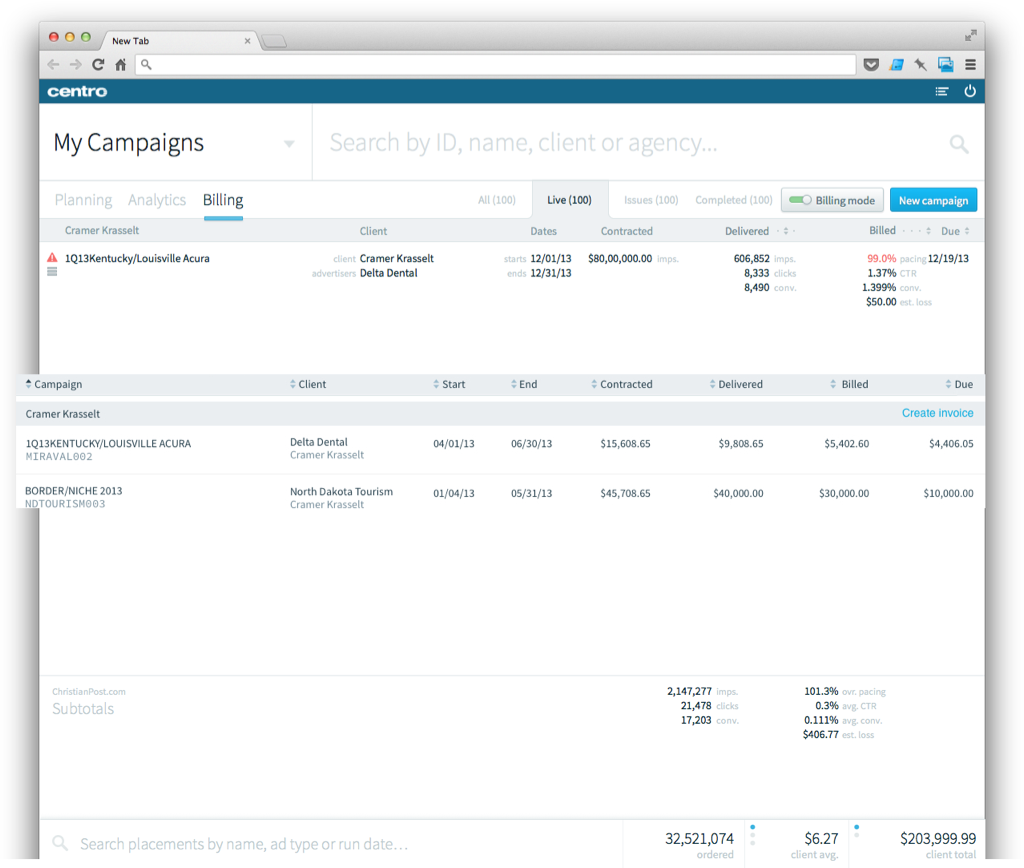 New Tab
centro
My Campaigns Search by ID, name, client or agency...
Planning Analytics Billing All (100) Live (100) Issues (100) Completed (100) Billing mode New campaign
Cramer Krasselt Client Dates Contracted Delivered Billed Due
1Q13Kentucky/Louisville Acura client Cramer Krasselt starts 12/01/13 $80,00,000.00 imps. 606,852 imps. 99.0% pacing 12/19/13
advertisers Delta Dental ends 12/31/13 8,333 clicks 1.37% CTR
8,490 conv. 1.399% conv.
$50.00 est. loss
Campaign Client Start End Contracted Delivered Billed Due
Cramer Krasselt Create invoice
1Q13KENTUCKY/LOUISVILLE ACURA Delta Dental 04/01/13 06/30/13 $15,608.65 $9,808.65 $5,402.60 $4,406.05
MIRAVAL002 Cramer Krasselt
BORDER/NICHE 2013 North Dakota Tourism 01/04/13 05/31/13 $45,708.65 $40,000.00 $30,000.00 $10,000.00
NDTOURISM003 Cramer Krasselt
ChristianPost.com 2,147,277 imps. 101.3% ovr. pacing
Subtotals 21,478 clicks 0.3% avg. CTR
17,203 conv. 0.111% avg. conv.
$406.77 est. loss
Search placements by name, ad type or run date... 32,521,074 $6.27 $203,999.99
ordered client avg. client total